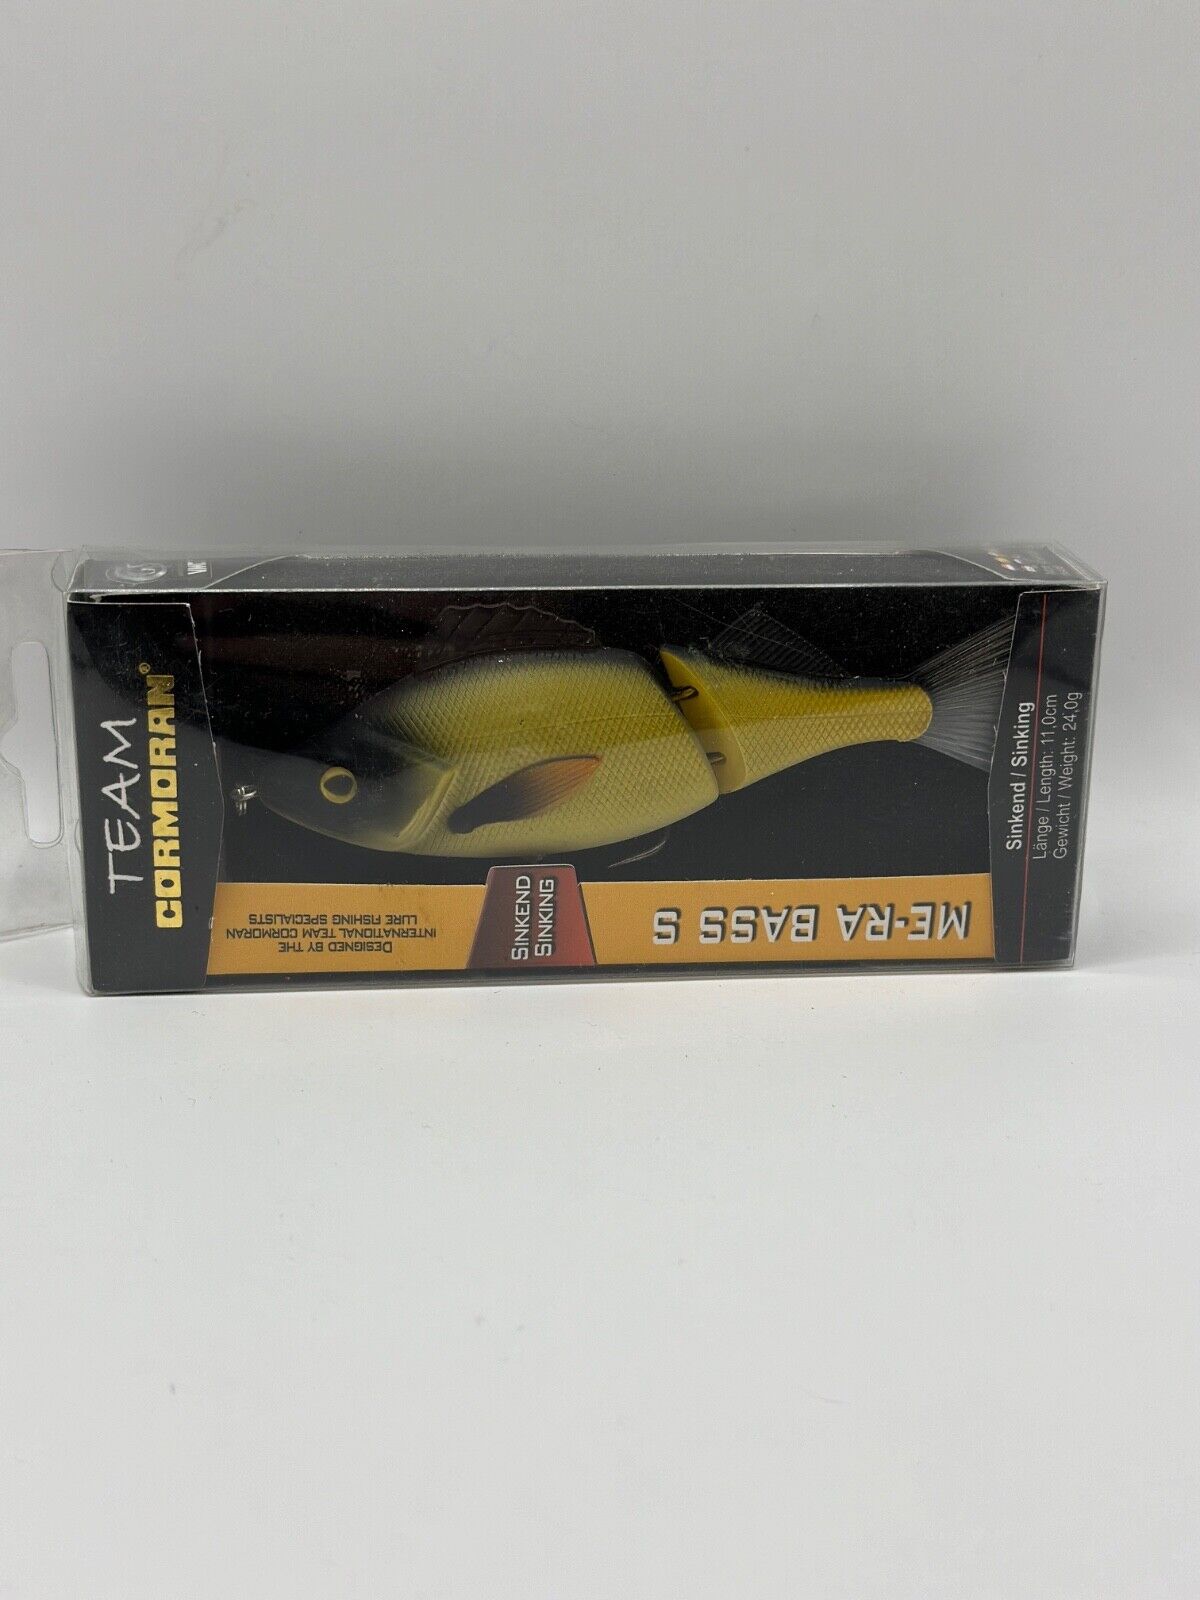 TEAM
CORMORAN®
DESIGNED BY THE
INTERNATIONAL TEAM CORMORAN
LURE FISHING SPECIALISTS
SINKEND
SINKING
ME-RA BASS S
Sinkend / Sinking
Länge / Length: 11,0cm
Gewicht / Weight: 24,0g